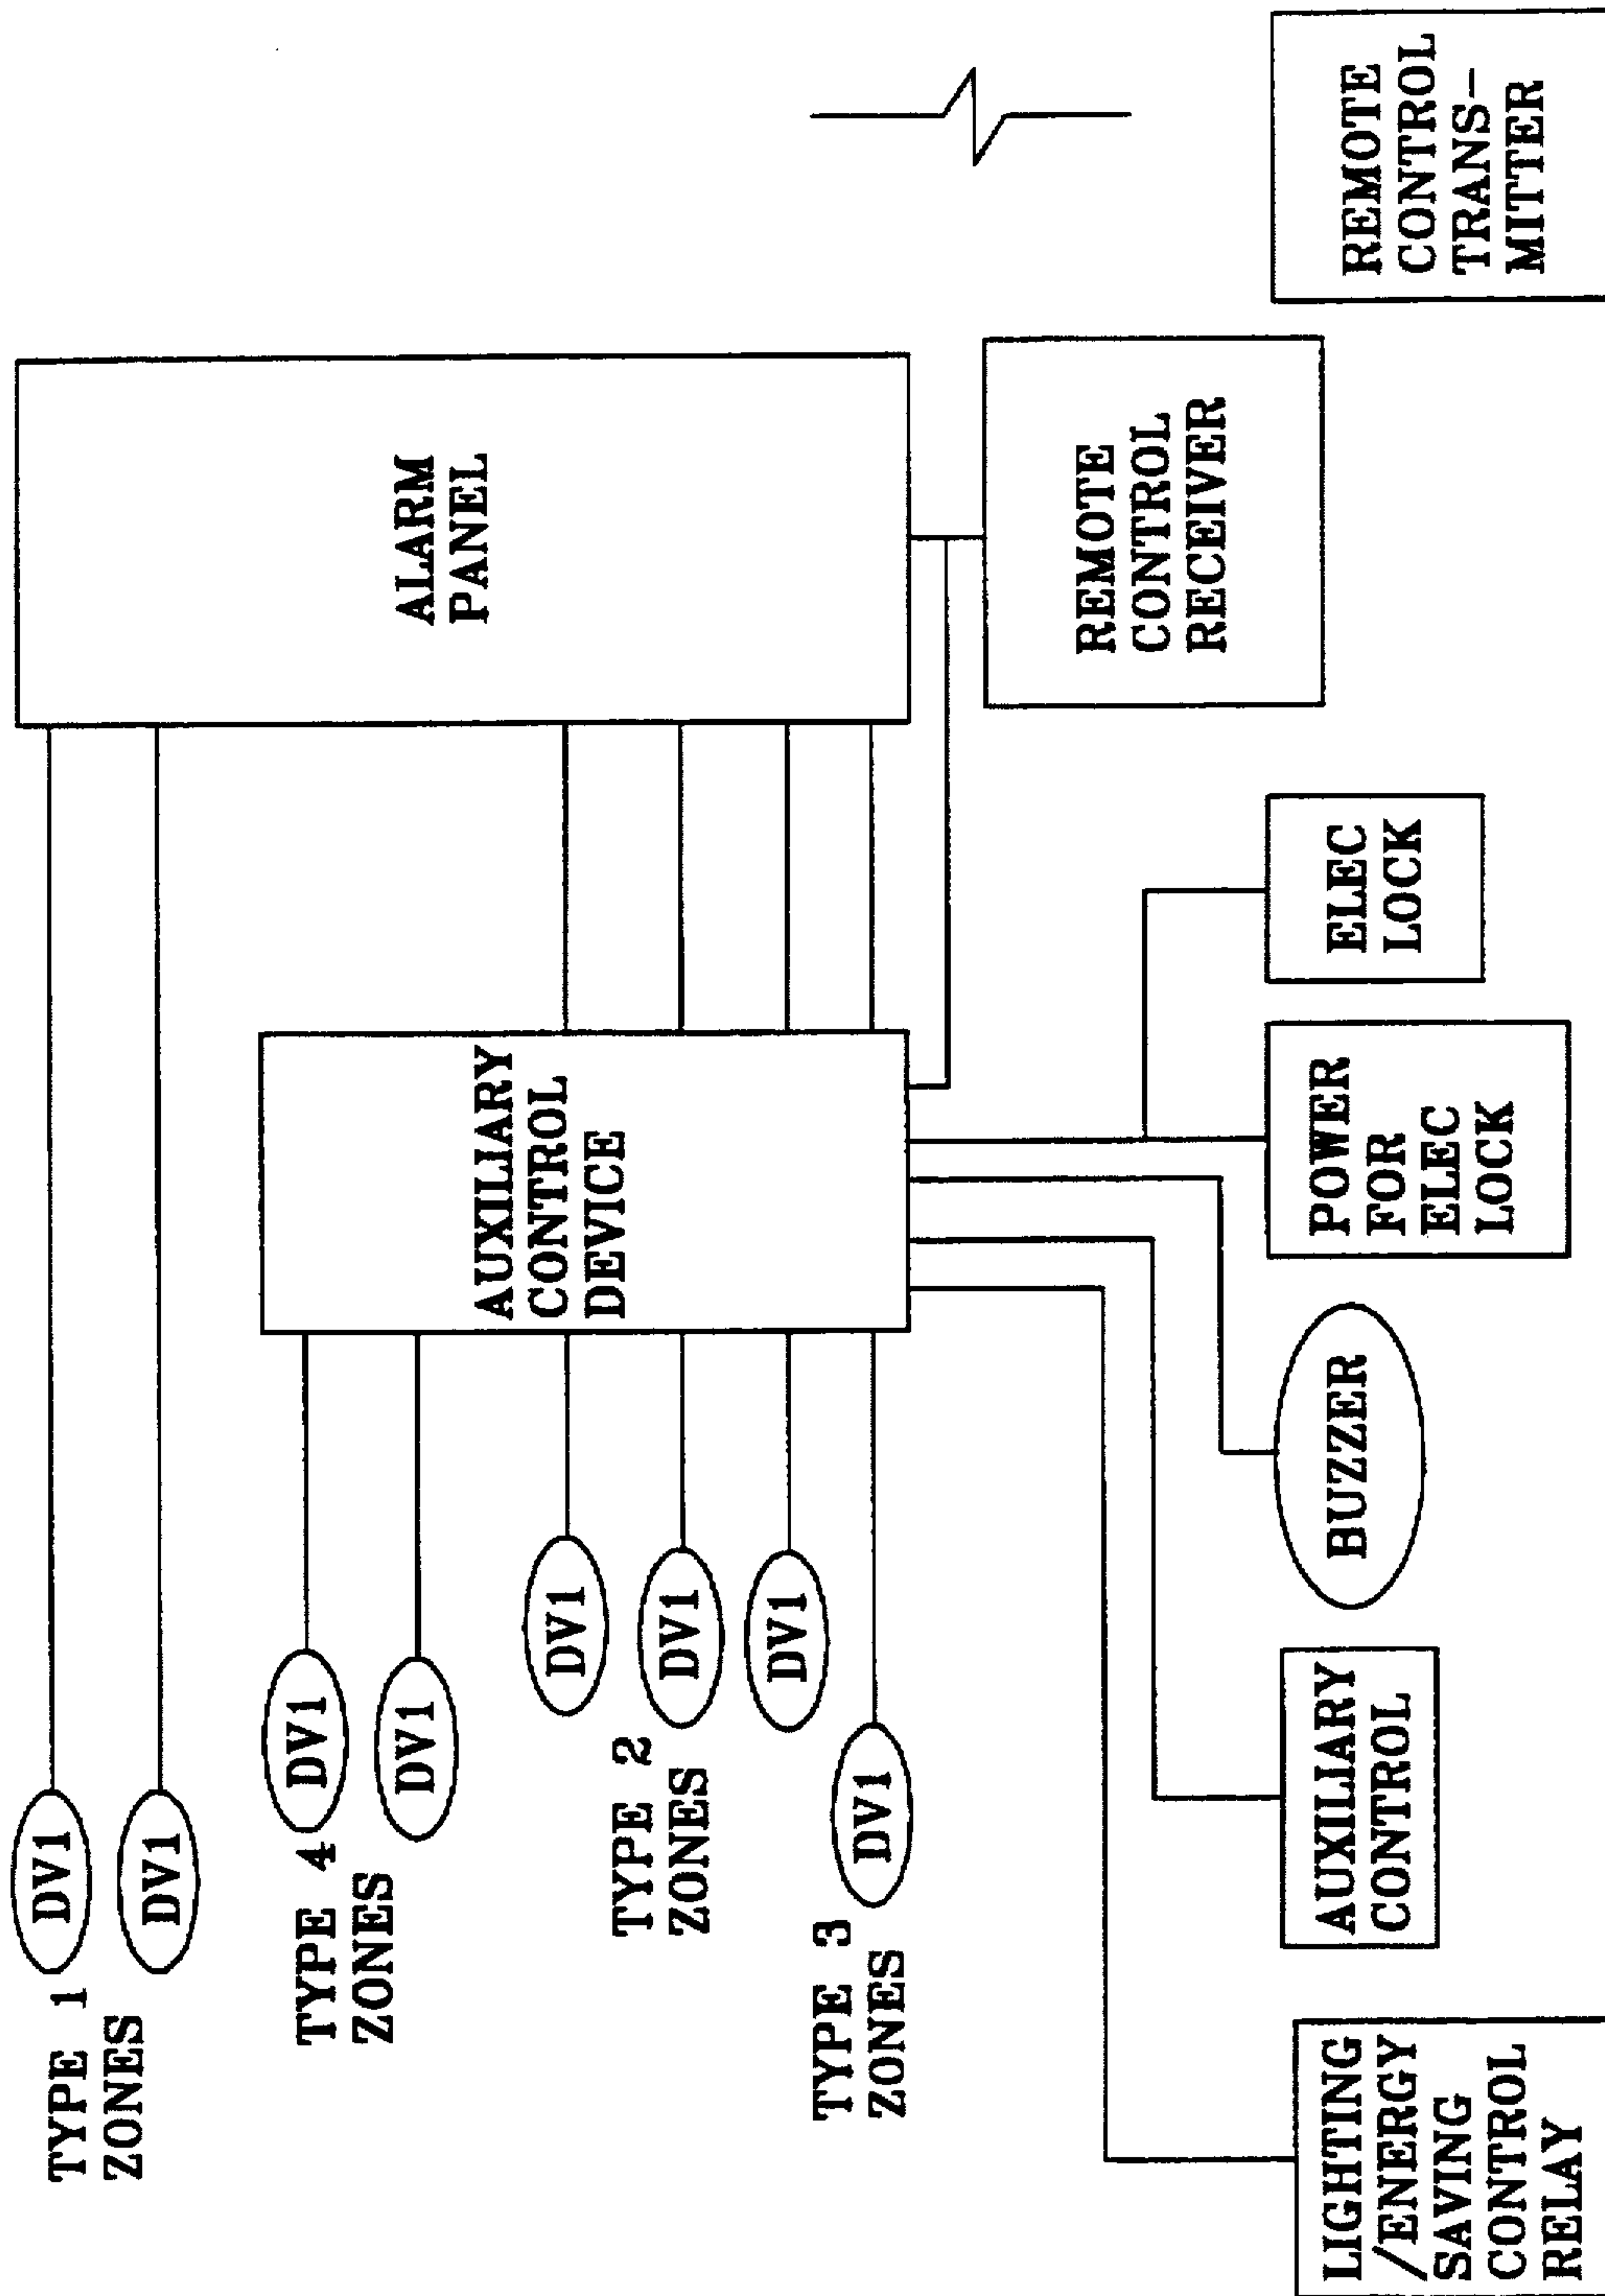 TYPE 1
ZONES
DV1
DV1
TYPE 4
ZONES
DV1
DV1
TYPE 2
ZONES
DV1
DV1
DV1
TYPE 3
ZONES
DV1
AUXILIARY
CONTROL
DEVICE
ALARM
PANEL
REMOTE
CONTROL
RECEIVER
REMOTE
CONTROL
TRANS-
MITTER
LIGHTING
/ENERGY
SAVING
CONTROL
RELAY
AUXILIARY
CONTROL
BUZZER
POWER
FOR
ELEC
LOCK
ELEC
LOCK